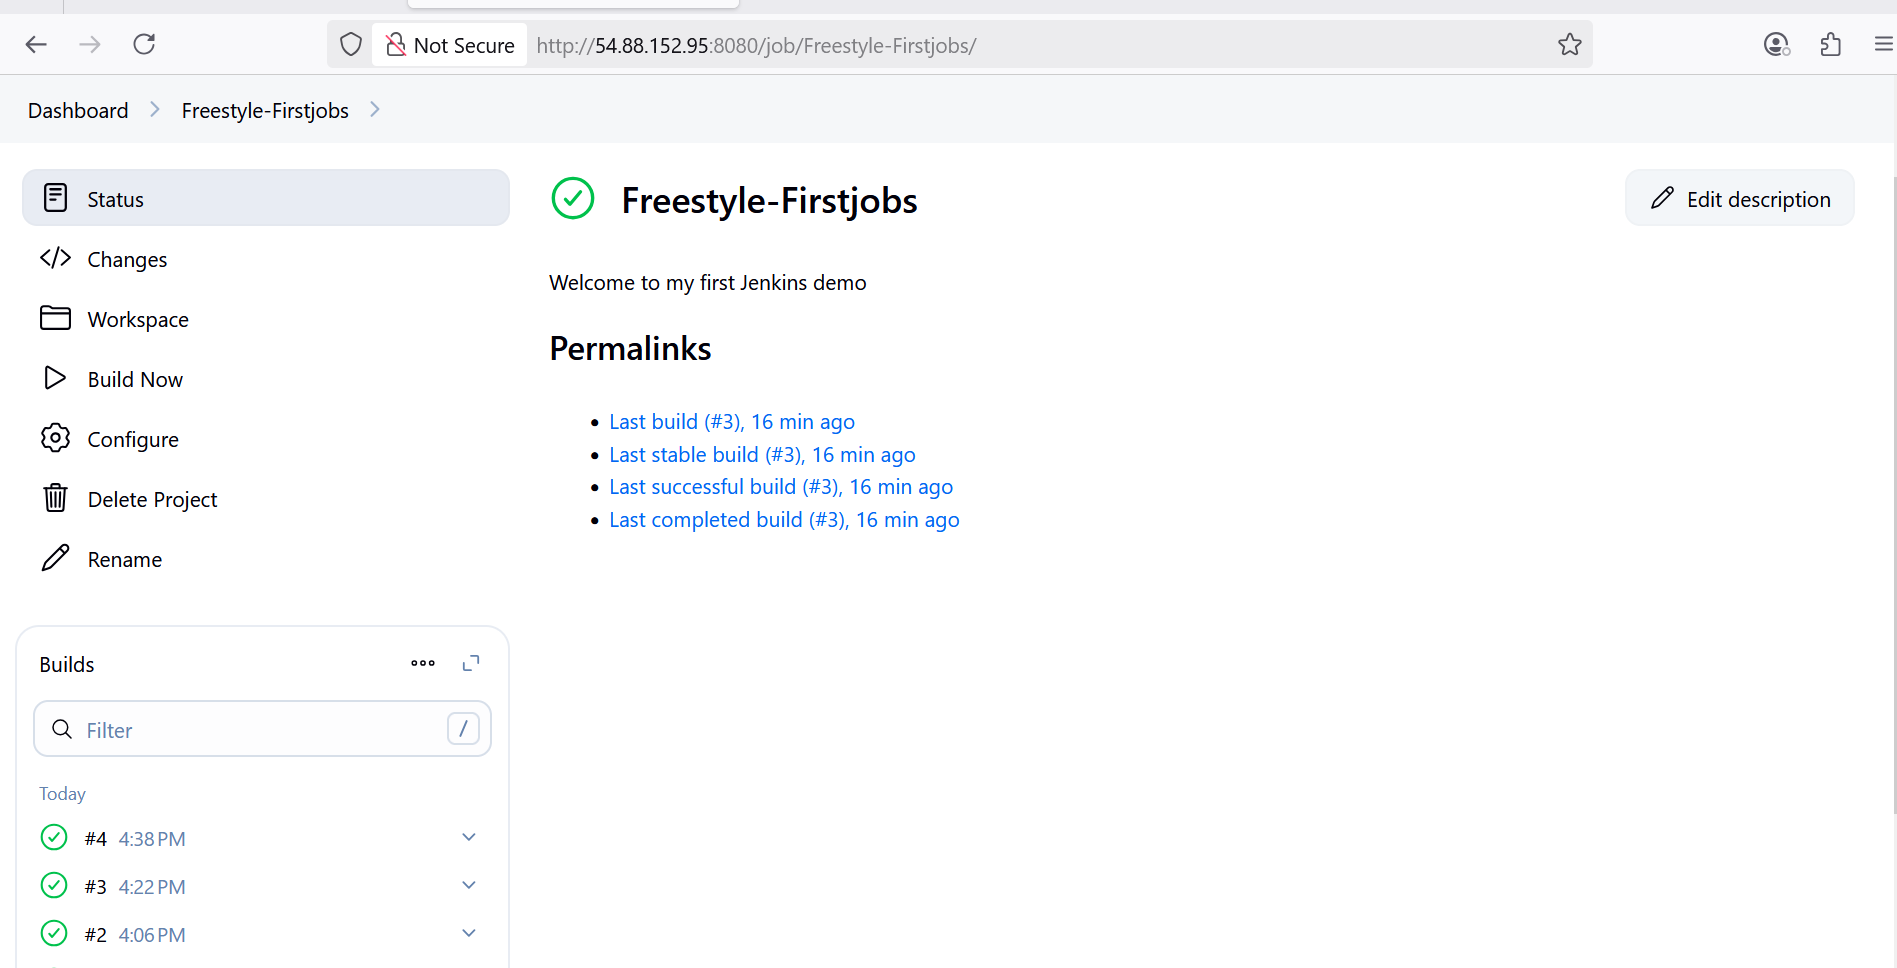 Not Secure http://54.88.152.95:8080/job/Freestyle-Firstjobs/
Dashboard Freestyle-Firstjobs
Status
Changes
Workspace
Build Now
Configure
Delete Project
Rename
Builds
Filter /
Today
#4 4:38 PM
#3 4:22 PM
#2 4:06 PM
Freestyle-Firstjobs
Edit description
Welcome to my first Jenkins demo
Permalinks
Last build (#3), 16 min ago
Last stable build (#3), 16 min ago
Last successful build (#3), 16 min ago
Last completed build (#3), 16 min ago